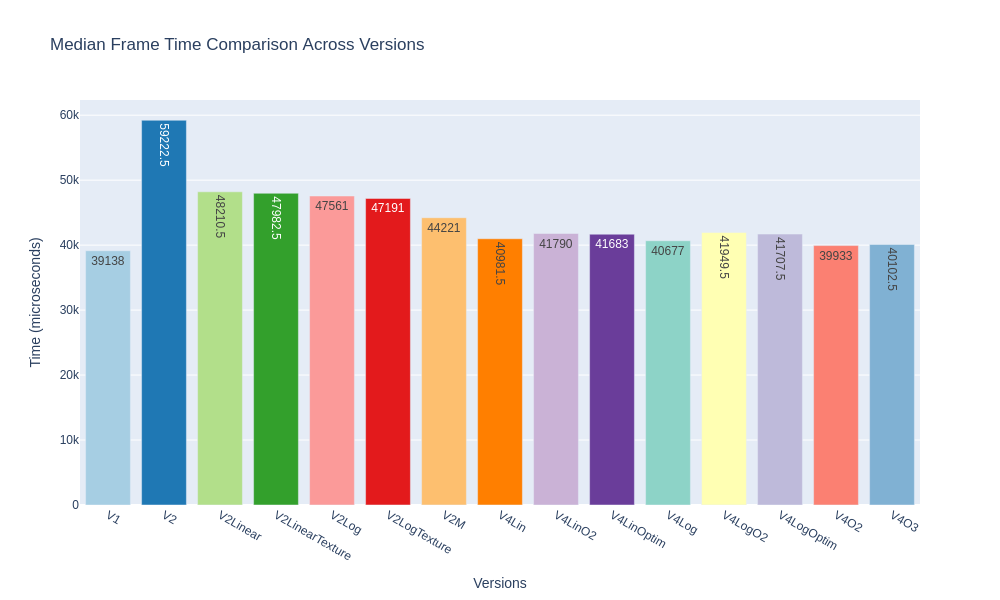 Median Frame Time Comparison Across Versions
Time (microseconds)
60k
50k
40k
30k
20k
10k
0
39138
59222.5
48210.5
47982.5
47561
47191
44221
40981.5
41790
41683
40677
41949.5
41707.5
39933
40102.5
V1
V2
V2Linear
V2LinearTexture
V2Log
V2LogTexture
V2M
V4Lin
V4LinO2
V4LinOptim
V4Log
V4LogO2
V4LogOptim
V4O2
V4O3
Versions